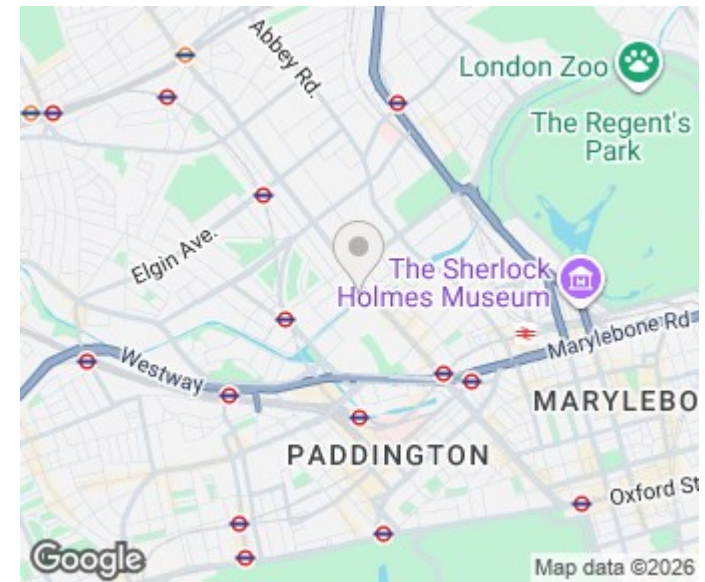 Abbey Rd.
London Zoo
The Regent's
Park
Elgin Ave.
The Sherlock
Holmes Museum
Marylebone Rd
Westway
MARYLEBO
PADDINGTON
Oxford St
Google
Map data ©2026